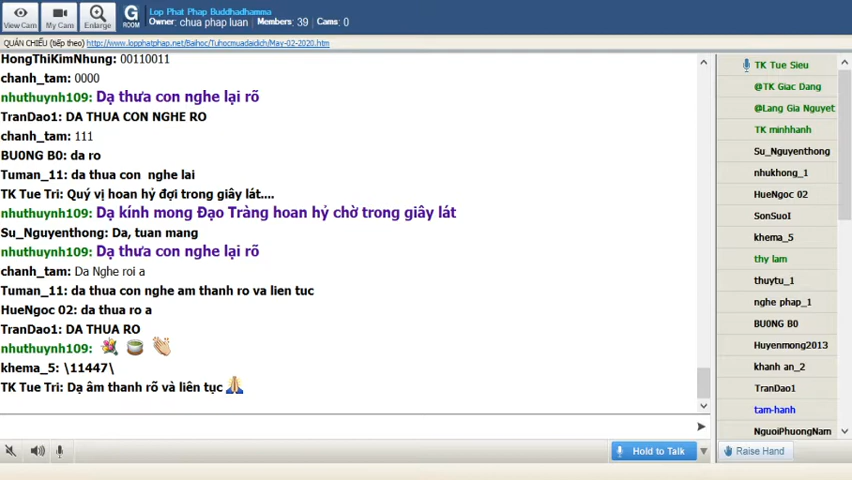 View Cam
My Cam
Enlarge
G
ROOM
Lop Phat Phap Buddhadhamma
Owner: chua phap luan , Members: 39 , Cams: 0
QUÁN CHIẾU (tiếp theo) http://www.lopphatphap.net/Baihoc/Tuhocmuadaidich/May-02-2020.htm
HongThiKimNhung: 00110011
chanh_tam: 0000
nhuthuynh109: Dạ thưa con nghe lại rõ
TranDao1: DA THUA CON NGHE RO
chanh_tam: 111
BU0NG B0: da ro
Tuman_11: da thua con nghe lai
TK Tue Tri: Quý vị hoan hỷ đợi trong giây lát....
nhuthuynh109: Dạ kính mong Đạo Tràng hoan hỷ chờ trong giây lát
Su_Nguyenthong: Da, tuan mang
nhuthuynh109: Dạ thưa con nghe lại rõ
chanh_tam: Da Nghe roi a
Tuman_11: da thua con nghe am thanh ro va lien tuc
HueNgoc 02: da thua ro a
TranDao1: DA THUA RO
nhuthuynh109:
khema_5: \11447\
TK Tue Tri: Dạ âm thanh rõ và liên tục
Hold to Talk
TK Tue Sieu
@TK Giac Dang
@Lang Gia Nguyet
TK minhhanh
Su_Nguyenthong
nhukhong_1
HueNgoc 02
SonSuoI
khema_5
thy lam
thuytu_1
nghe phap_1
BU0NG B0
Huyenmong2013
khanh an_2
TranDao1
tam-hanh
NguoiPhuongNam
Raise Hand